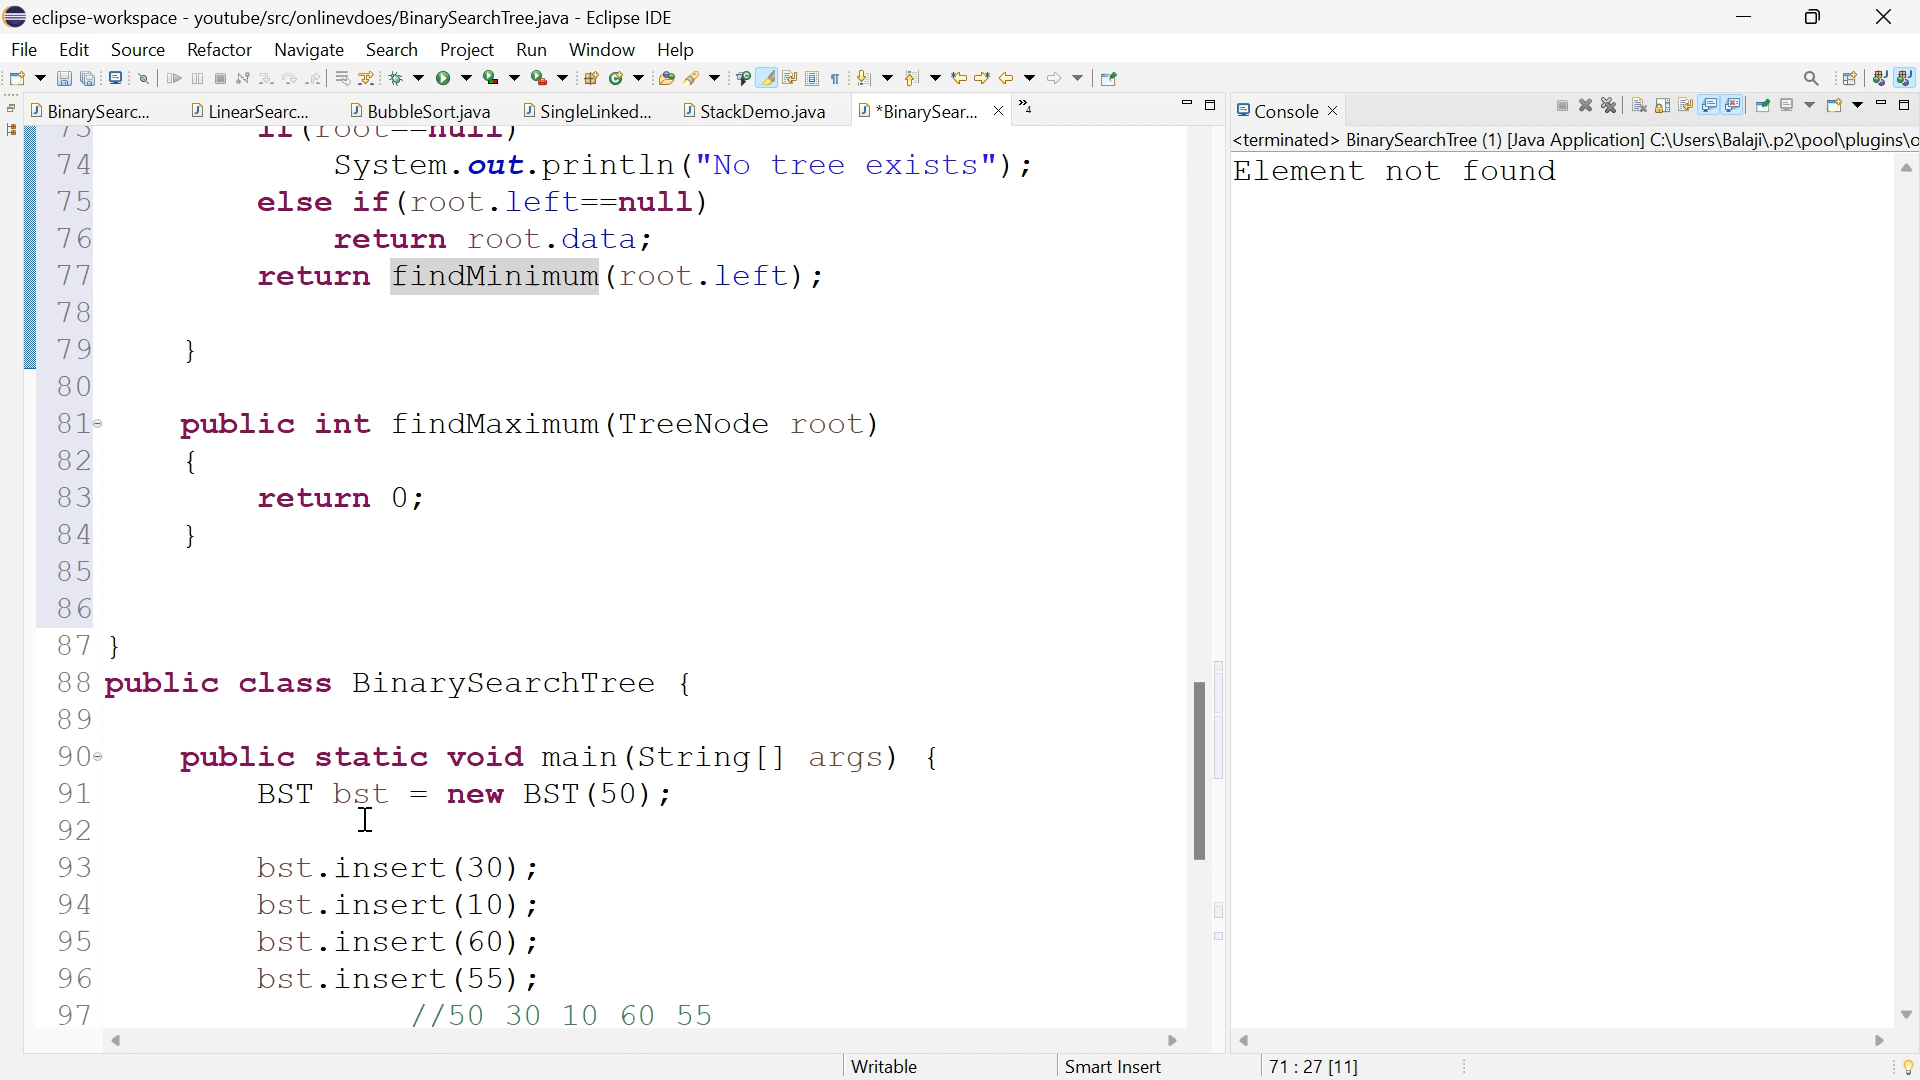 eclipse-workspace - youtube/src/onlinevdoes/BinarySearchTree.java - Eclipse IDE
File Edit Source Refactor Navigate Search Project Run Window Help
BinarySearc... LinearSearc... BubbleSort.java SingleLinked... StackDemo.java *BinarySear... »4
Console
<terminated> BinarySearchTree (1) [Java Application] C:\Users\Balaji\.p2\pool\plugins\o
Element not found
73 if(root==null)
74 System.out.println("No tree exists");
75 else if(root.left==null)
76 return root.data;
77 return findMinimum(root.left);
78
79 }
80
81 public int findMaximum(TreeNode root)
82 {
83 return 0;
84 }
85
86
87 }
88 public class BinarySearchTree {
89
90 public static void main(String[] args) {
91 BST bst = new BST(50);
92
93 bst.insert(30);
94 bst.insert(10);
95 bst.insert(60);
96 bst.insert(55);
97 //50 30 10 60 55
Writable Smart Insert 71 : 27 [11]